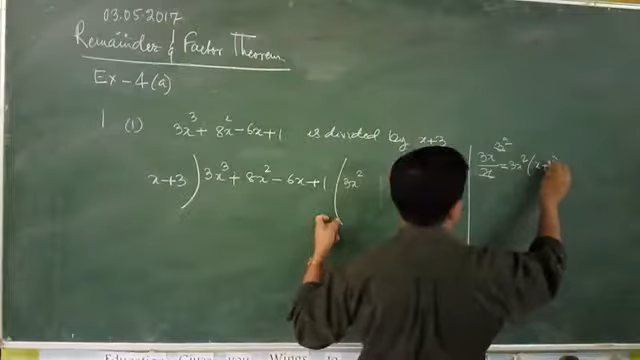 03.05.2017
Remainder & Factor Theorem
Ex-4(a)
1 (1) 3x³ + 8x² - 6x + 1 is divided by x+3
x+3 ) 3x³ + 8x² - 6x + 1 ( 3x²
3x³/x = 3x² (x+
Education Gives you Wings to